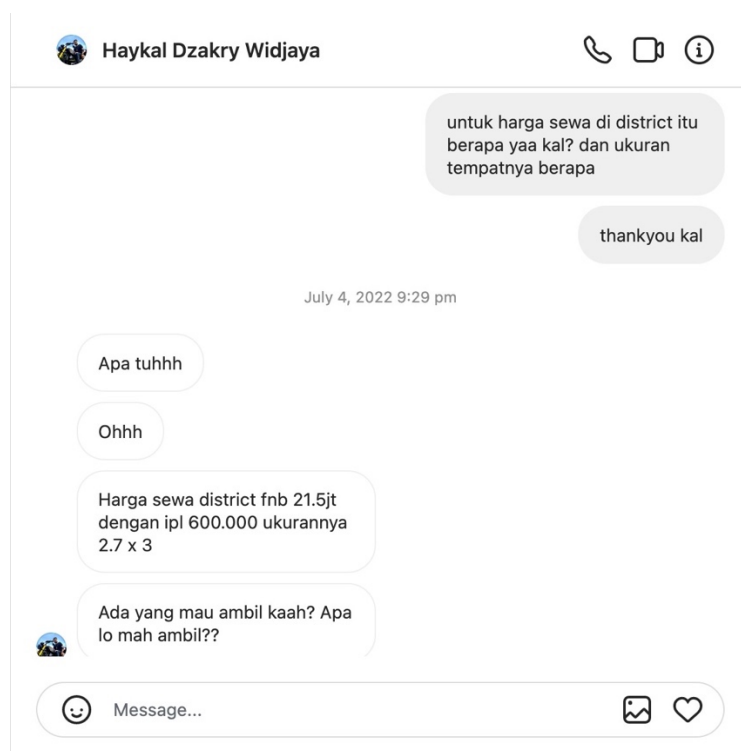 Haykal Dzakry Widjaya
untuk harga sewa di district itu
berapa yaa kal? dan ukuran
tempatnya berapa
thankyou kal
July 4, 2022 9:29 pm
Apa tuhhh
Ohhh
Harga sewa district fnb 21.5jt
dengan ipl 600.000 ukurannya
2.7 x 3
Ada yang mau ambil kaah? Apa
lo mah ambil??
Message...